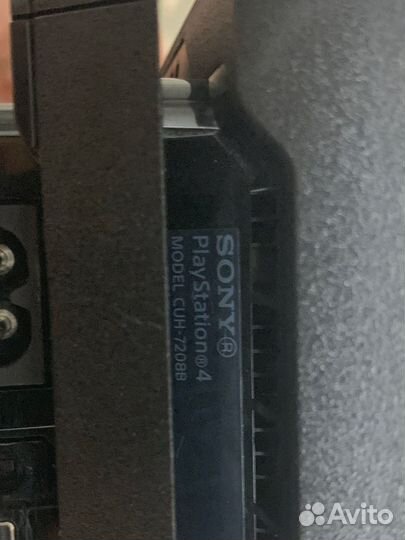 SONY®
PlayStation®4
MODEL CUH-7208B
Avito